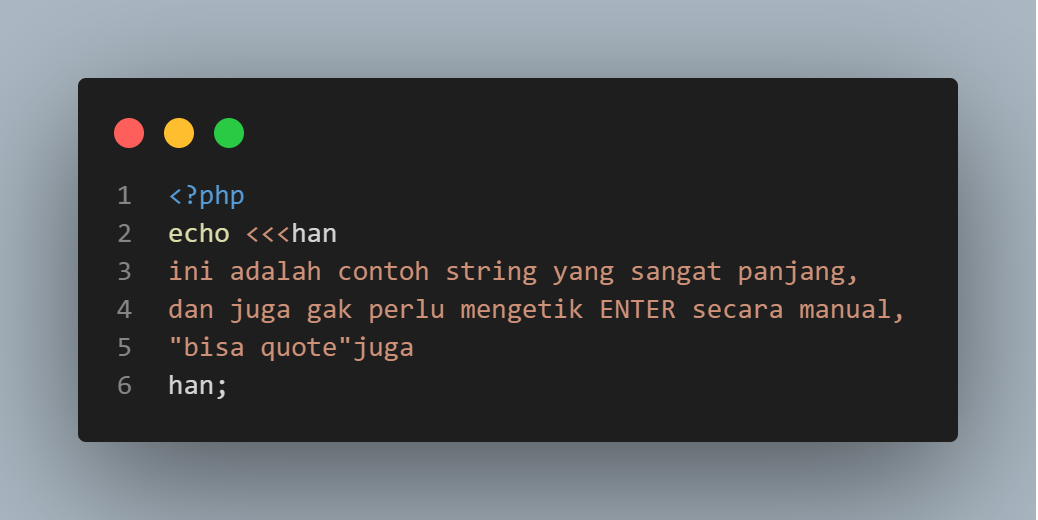 1 <?php
2 echo <<<han
3 ini adalah contoh string yang sangat panjang,
4 dan juga gak perlu mengetik ENTER secara manual,
5 "bisa quote"juga
6 han;